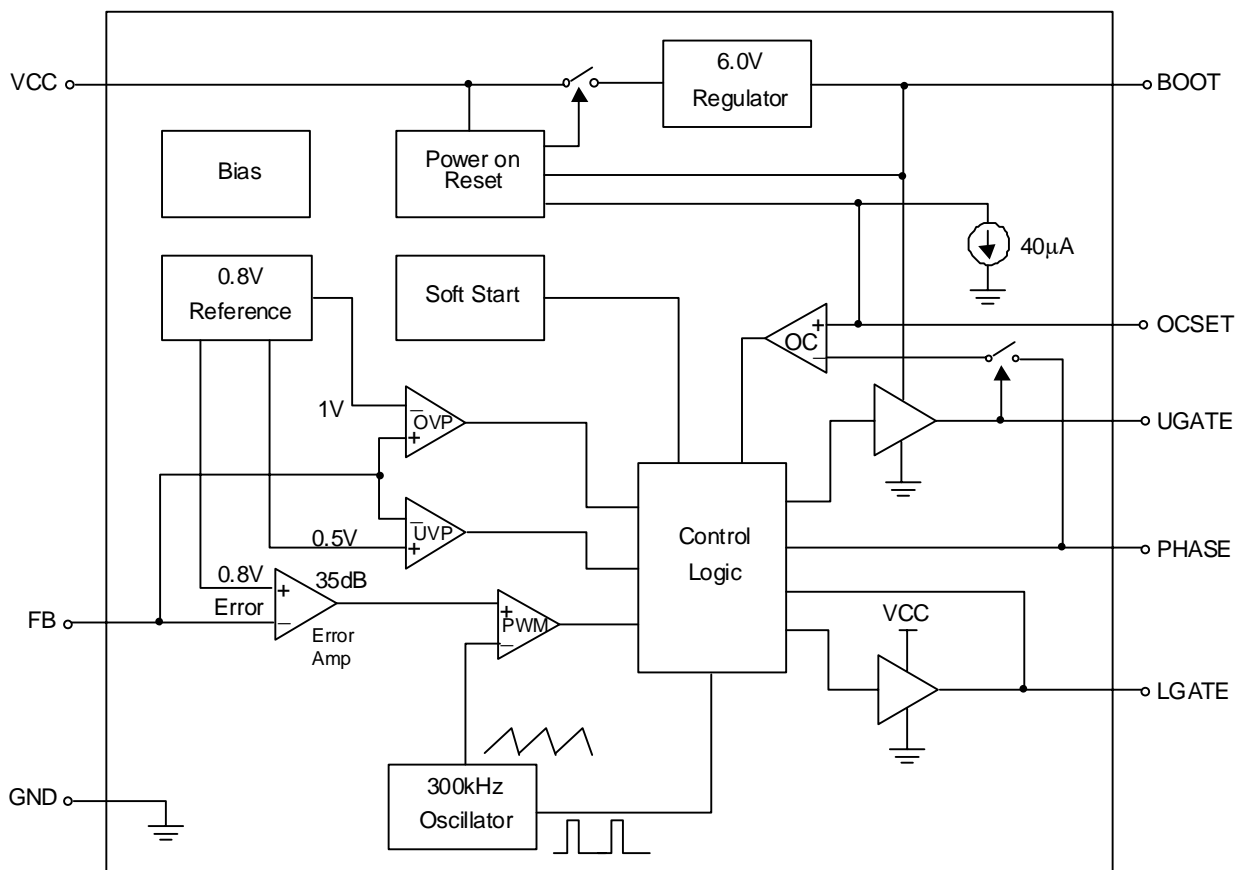 VCC
6.0V
Regulator
BOOT
Bias
Power on
Reset
40µA
0.8V
Reference
Soft Start
OCSET
+
OC
–
1V
–
OVP
+
UGATE
–
UVP
+
0.5V
Control
Logic
PHASE
0.8V
35dB
+
Error
–
FB
Error
Amp
+
PWM
–
VCC
LGATE
300kHz
Oscillator
GND